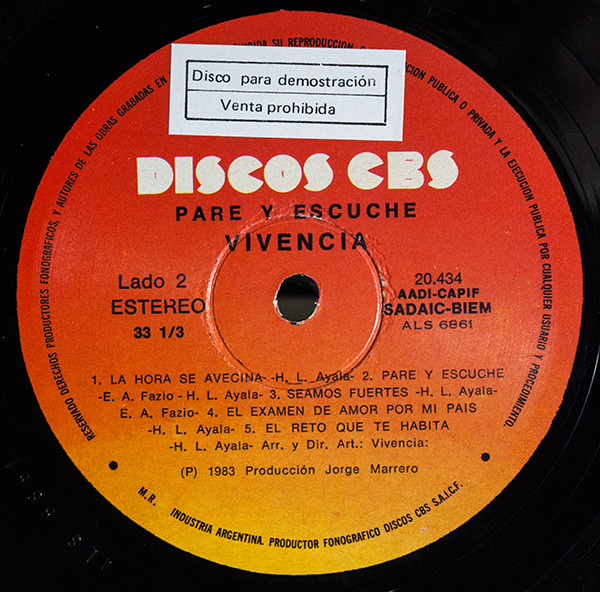 Disco para demostración
Venta prohibida
DISCOS CBS
PARE Y ESCUCHE
VIVENCIA
Lado 2
ESTEREO
33 1/3
20.434
AADI-CAPIF
SADAIC-BIEM
ALS 6861
1. LA HORA SE AVECINA -H. L. Ayala- 2. PARE Y ESCUCHE
-E. A. Fazio - H. L. Ayala- 3. SEAMOS FUERTES -H. L. Ayala-
E. A. Fazio- 4. EL EXAMEN DE AMOR POR MI PAIS
-H. L. Ayala- 5. EL RETO QUE TE HABITA
-H. L. Ayala- Arr. y Dir. Art.: Vivencia:
(P) 1983 Producción Jorge Marrero
RESERVADO DERECHOS PRODUCTORES FONOGRAFICOS, Y AUTORES DE LAS OBRAS GRABADAS EN SU REPRODUCCION PUBLICA O PRIVADA Y LA EJECUCION PUBLICA POR CUALQUIER USUARIO Y PROCEDIMIENTO.
M.R. INDUSTRIA ARGENTINA. PRODUCTOR FONOGRAFICO DISCOS CBS S.A.I.C.F.